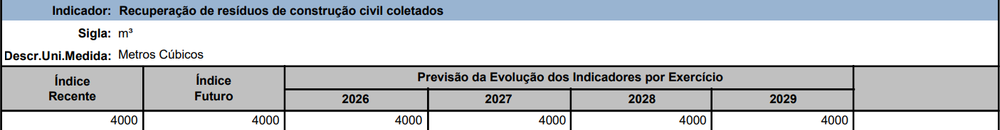 Indicador: Recuperação de resíduos de construção civil coletados
Sigla: m³
Descr.Uni.Medida: Metros Cúbicos
Índice Recente Índice Futuro Previsão da Evolução dos Indicadores por Exercício
2026 2027 2028 2029
4000 4000 4000 4000 4000 4000